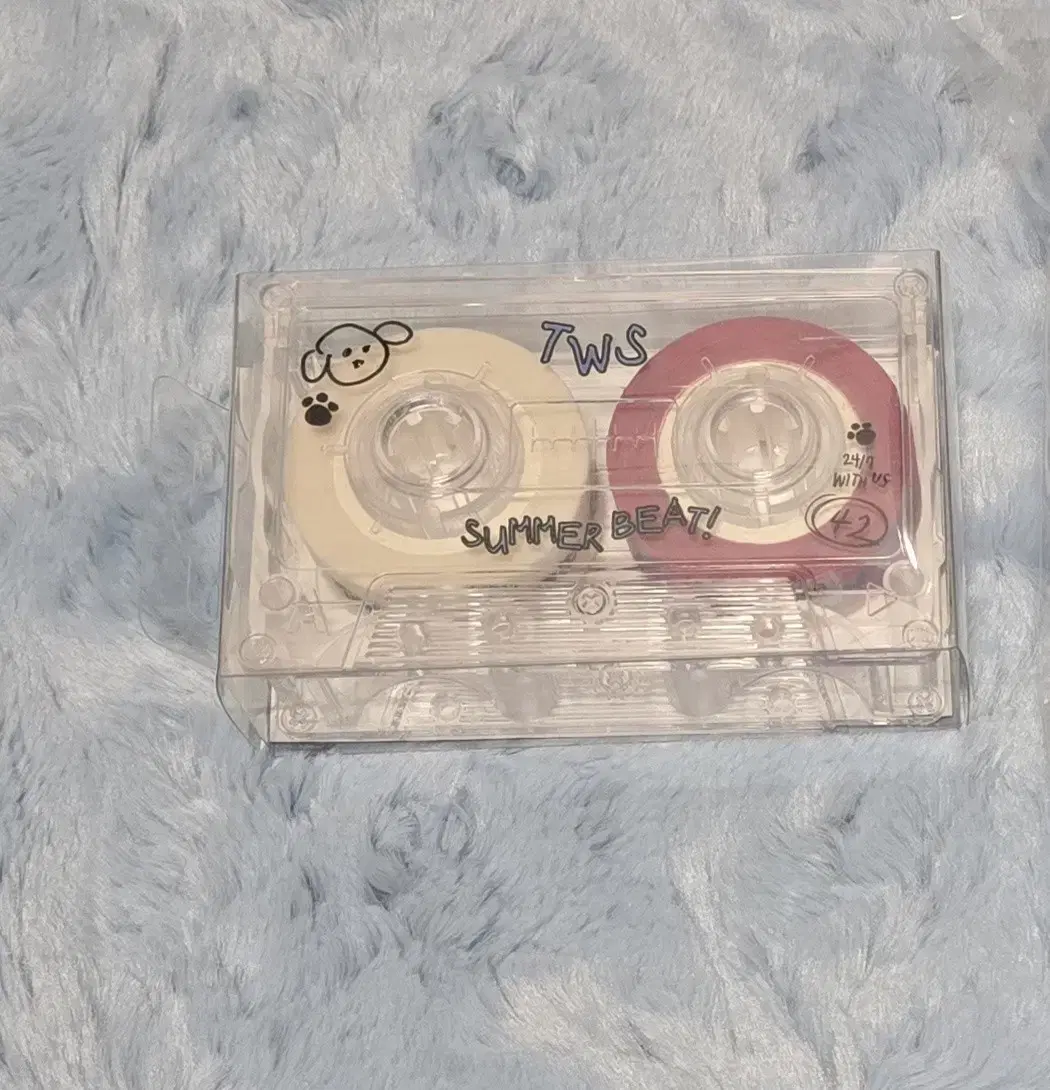 TWS
24/7
WITH US
42
SUMMER BEAT!